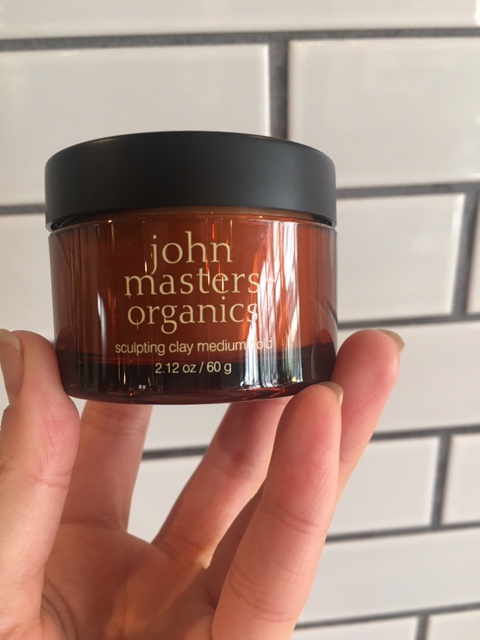 john
masters
organics
sculpting clay medium hold
2.12 oz / 60 g